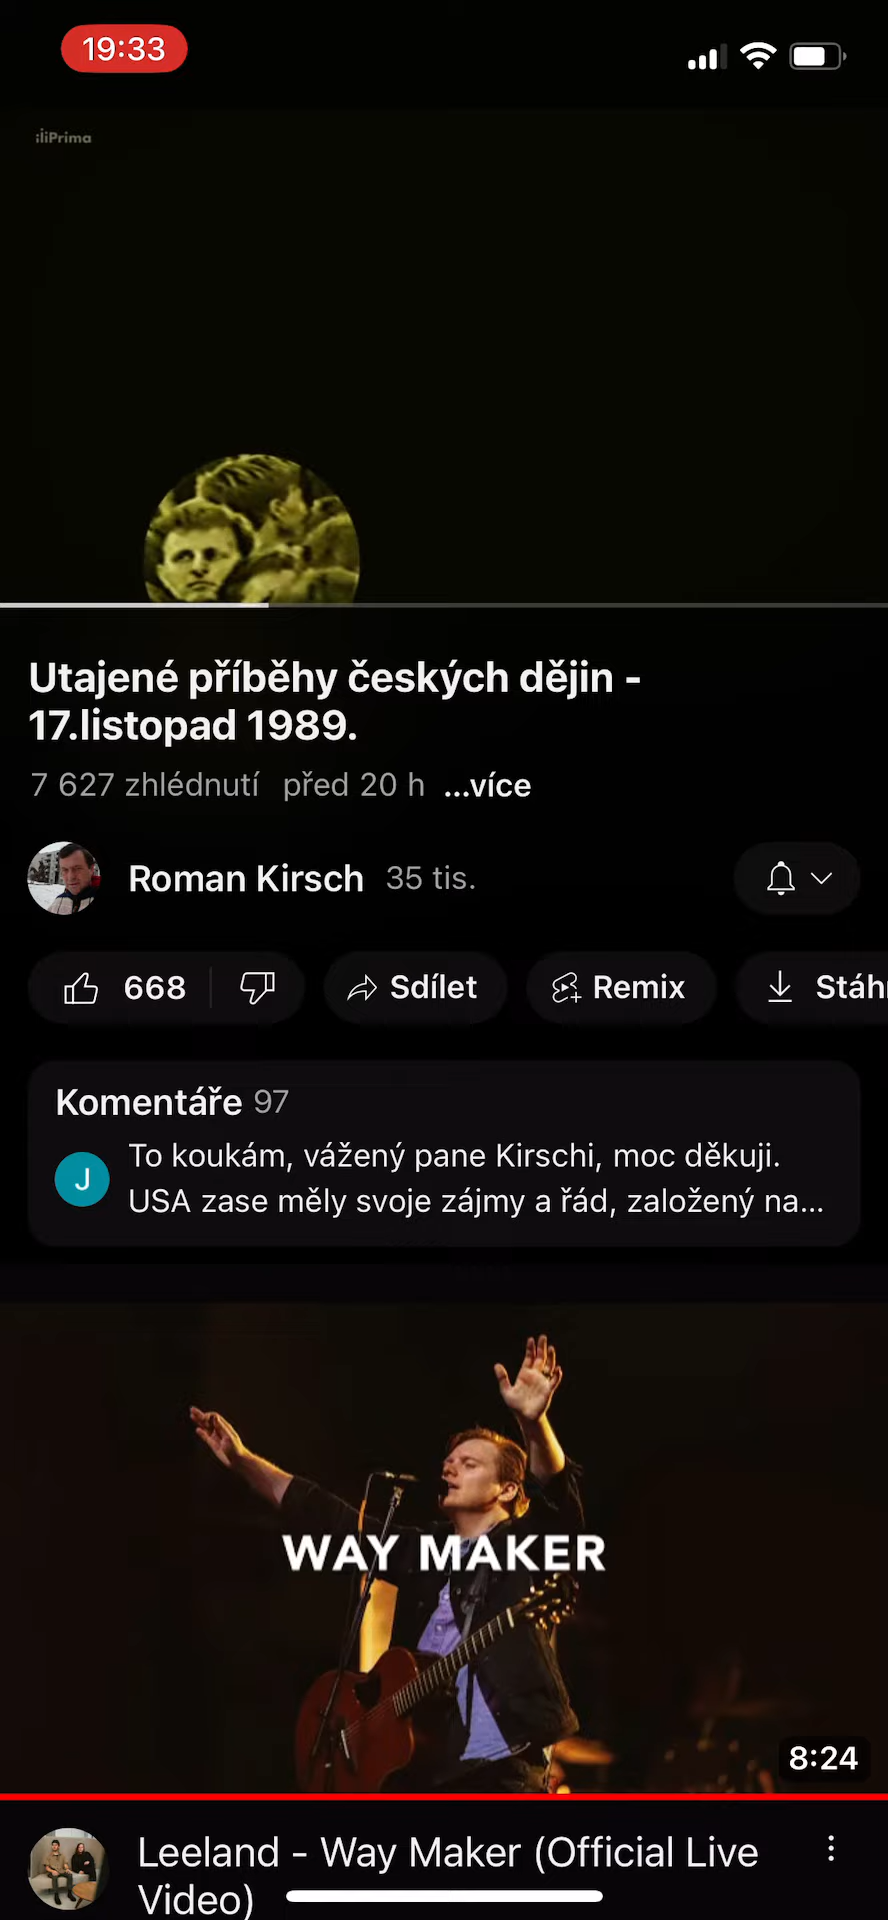 19:33
iPrima
Utajené příběhy českých dějin -
17.listopad 1989.
7 627 zhlédnutí před 20 h ...více
Roman Kirsch 35 tis.
668 Sdílet Remix Stáh
Komentáře 97
J
To koukám, vážený pane Kirschi, moc děkuji.
USA zase měly svoje zájmy a řád, založený na...
WAY MAKER
8:24
Leeland - Way Maker (Official Live
Video)